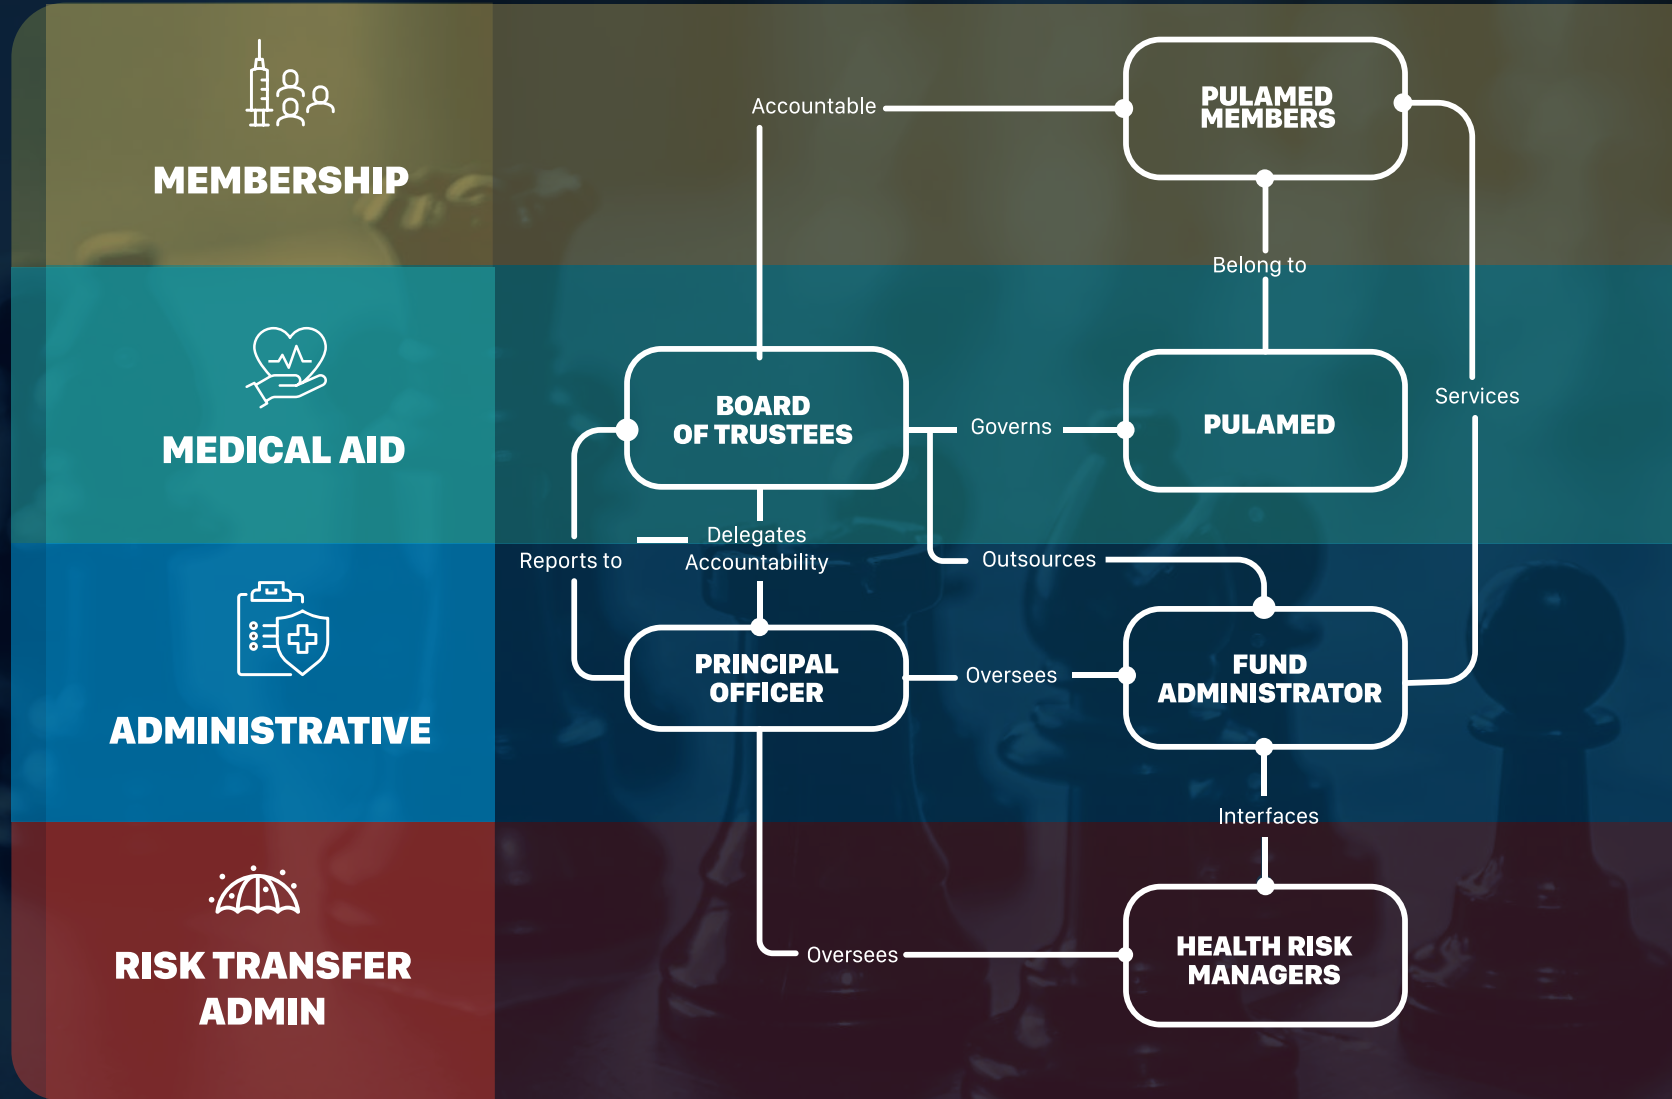 MEMBERSHIP
Accountable
PULAMED
MEMBERS
Belong to
MEDICAL AID
BOARD
OF TRUSTEES
Governs
PULAMED
Services
Reports to
Delegates
Accountability
Outsources
ADMINISTRATIVE
PRINCIPAL
OFFICER
Oversees
FUND
ADMINISTRATOR
Interfaces
RISK TRANSFER
ADMIN
Oversees
HEALTH RISK
MANAGERS